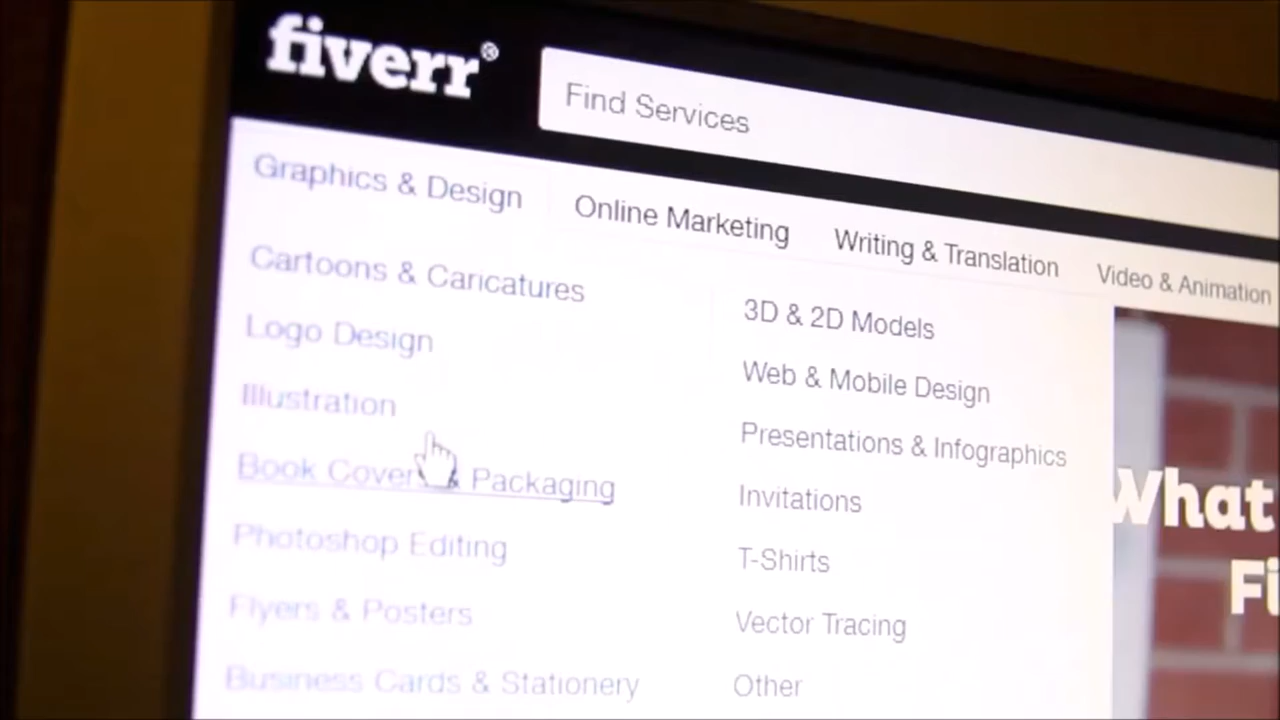 fiverr®
Find Services
Graphics & Design
Online Marketing
Writing & Translation
Video & Animation
Cartoons & Caricatures
Logo Design
Illustration
Book Covers & Packaging
Photoshop Editing
Flyers & Posters
Business Cards & Stationery
3D & 2D Models
Web & Mobile Design
Presentations & Infographics
Invitations
T-Shirts
Vector Tracing
Other
What
Fi